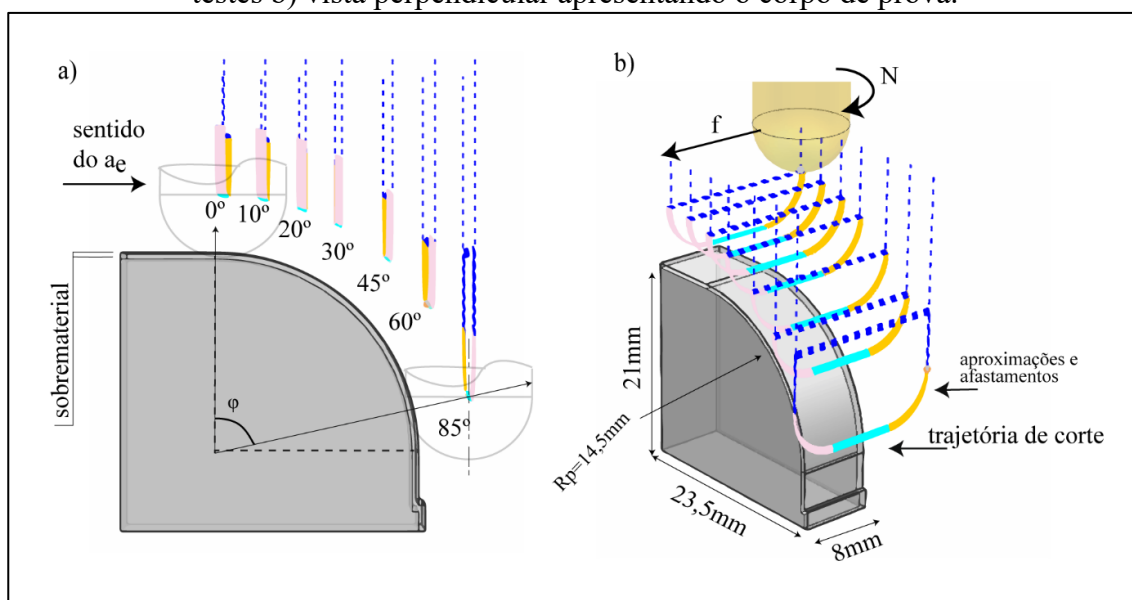 testes b) vista perpendicular apresentando o corpo de prova.
a)
sentido
do ae
0º
10º
20º
30º
45º
60º
85º
φ
sobrematerial
b)
N
f
21mm
Rp=14,5mm
23,5mm
8mm
aproximações e
afastamentos
trajetória de corte